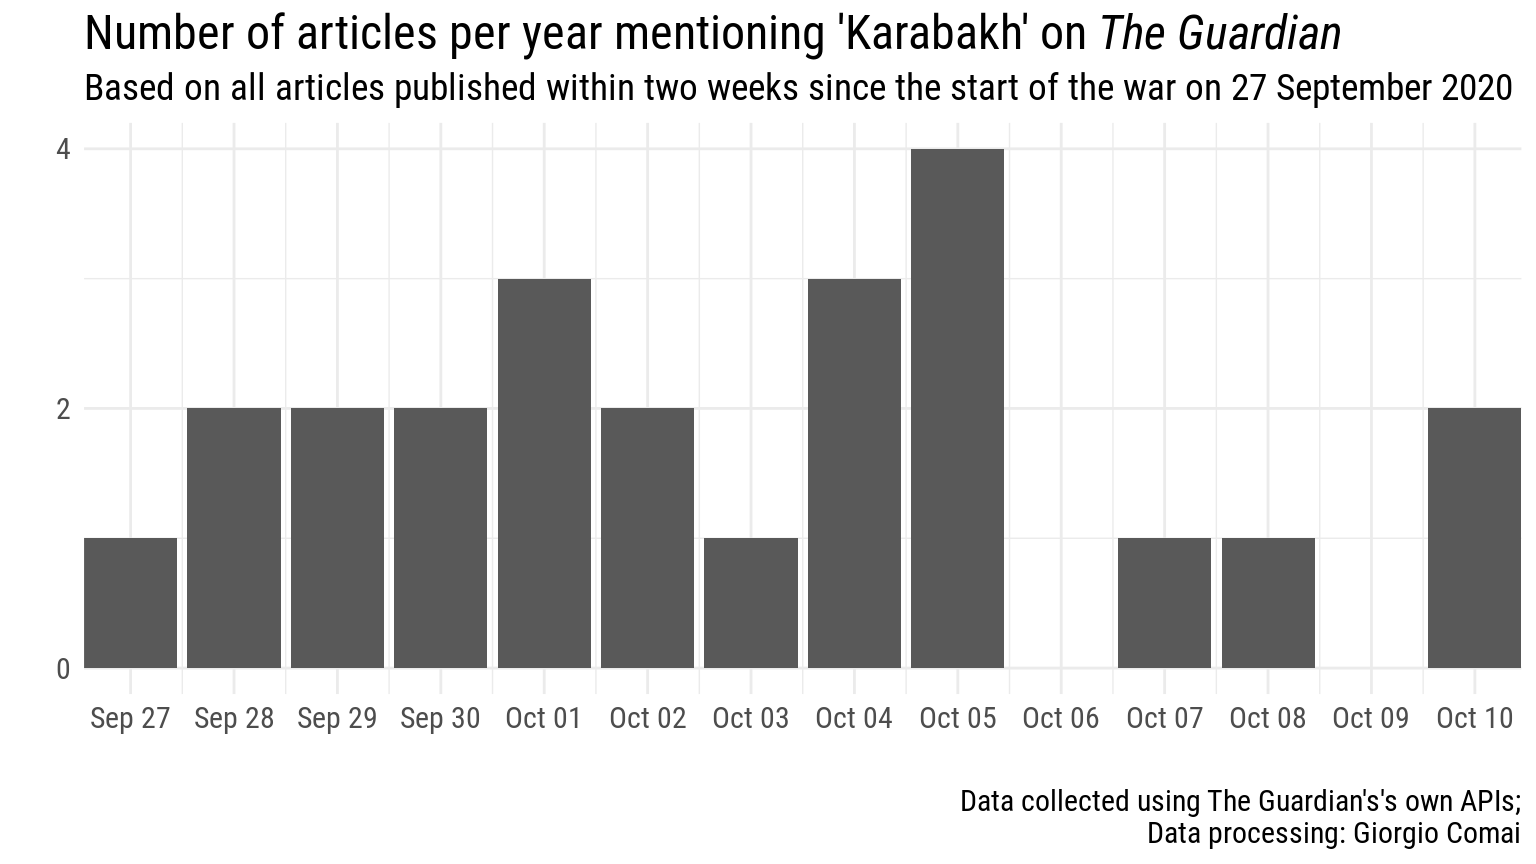 Number of articles per year mentioning 'Karabakh' on The Guardian
Based on all articles published within two weeks since the start of the war on 27 September 2020
4
2
0
Sep 27 Sep 28 Sep 29 Sep 30 Oct 01 Oct 02 Oct 03 Oct 04 Oct 05 Oct 06 Oct 07 Oct 08 Oct 09 Oct 10
Data collected using The Guardian's's own APIs;
Data processing: Giorgio Comai